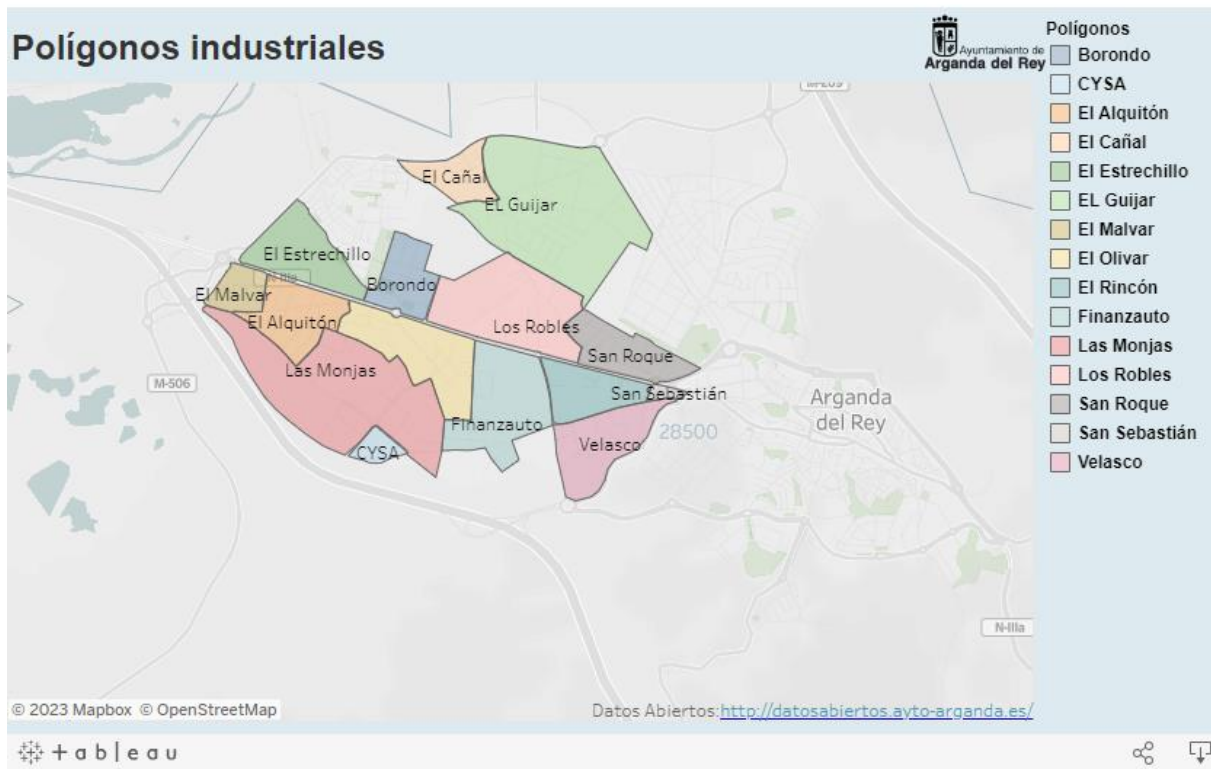 Polígonos industriales
Ayuntamiento de
Arganda del Rey
Polígonos
Borondo
CYSA
El Alquitón
El Cañal
El Estrechillo
EL Guijar
El Malvar
El Olivar
El Rincón
Finanzauto
Las Monjas
Los Robles
San Roque
San Sebastián
Velasco
El Cañal
EL Guijar
El Estrechillo
N-IIIa
Borondo
El Malvar
El Alquitón
Los Robles
San Roque
Las Monjas
M-506
San Sebastián
Arganda
del Rey
Finanzauto
28500
Velasco
CYSA
N-IIIa
© 2023 Mapbox © OpenStreetMap
Datos Abiertos:http://datosabiertos.ayto-arganda.es/
+ableau